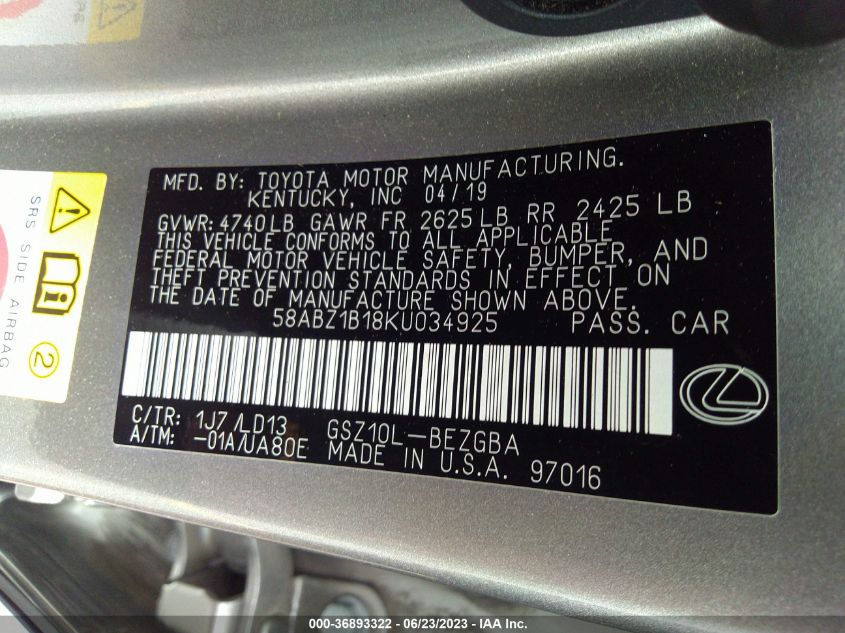 MFD. BY: TOYOTA MOTOR MANUFACTURING.
KENTUCKY, INC 04/19
GVWR: 4740LB GAWR FR 2625LB RR 2425 LB
THIS VEHICLE CONFORMS TO ALL APPLICABLE
FEDERAL MOTOR VEHICLE SAFETY, BUMPER, AND
THEFT PREVENTION STANDARDS IN EFFECT ON
THE DATE OF MANUFACTURE SHOWN ABOVE.
58ABZ1B18KU034925 PASS. CAR
C/TR: 1J7/LD13 GSZ10L-BEZGBA
A/TM: -01A/UA80E MADE IN U.S.A. 97016
SRS SIDE AIRBAG
2
000-36893322 - 06/23/2023 - IAA Inc.